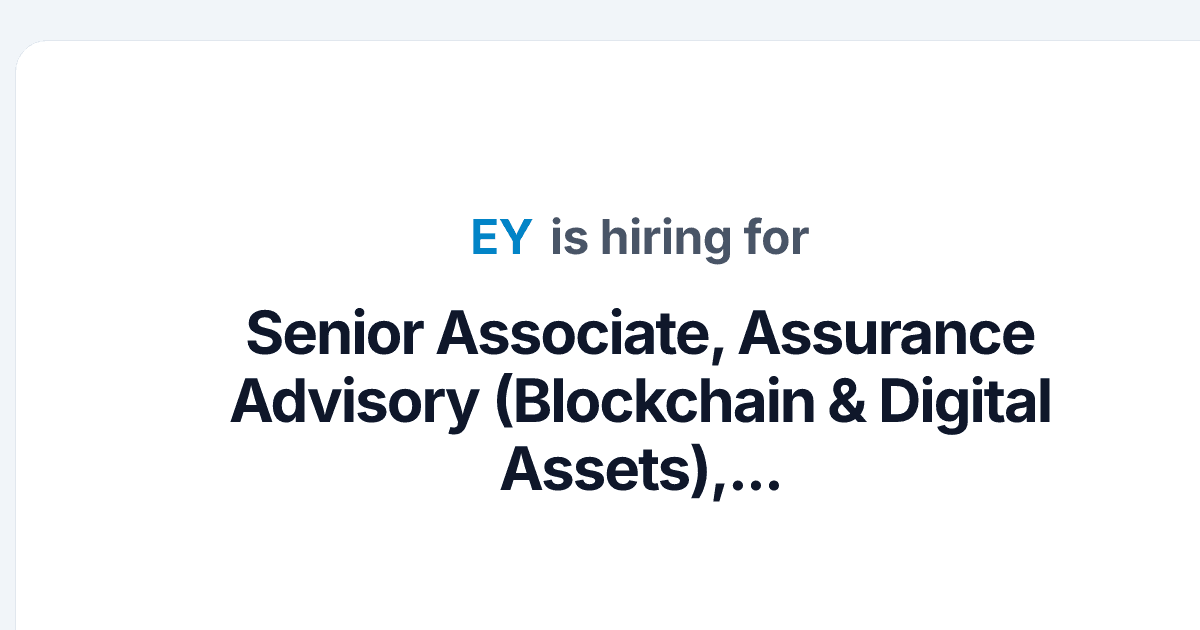 EY is hiring for
Senior Associate, Assurance
Advisory (Blockchain & Digital
Assets),...